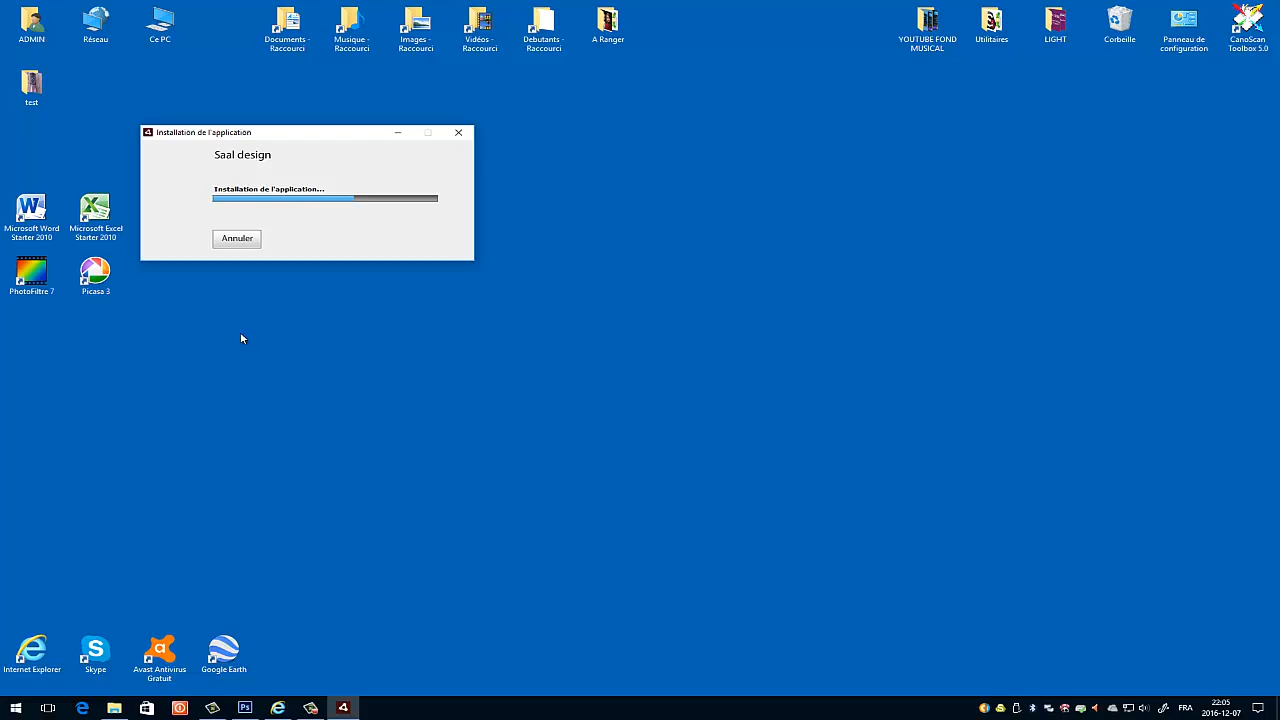 ADMIN
Réseau
Ce PC
Documents -
Raccourci
Musique -
Raccourci
Images -
Raccourci
Vidéos -
Raccourci
Debutants -
Raccourci
A Ranger
YOUTUBE FOND
MUSICAL
Utilitaires
LIGHT
Corbeille
Panneau de
configuration
CanoScan
Toolbox 5.0
test
Installation de l'application
Saal design
Installation de l'application...
Annuler
Microsoft Word
Starter 2010
Microsoft Excel
Starter 2010
PhotoFiltre 7
Picasa 3
Internet Explorer
Skype
Avast Antivirus
Gratuit
Google Earth
Ps
FRA
22:05
2016-12-07